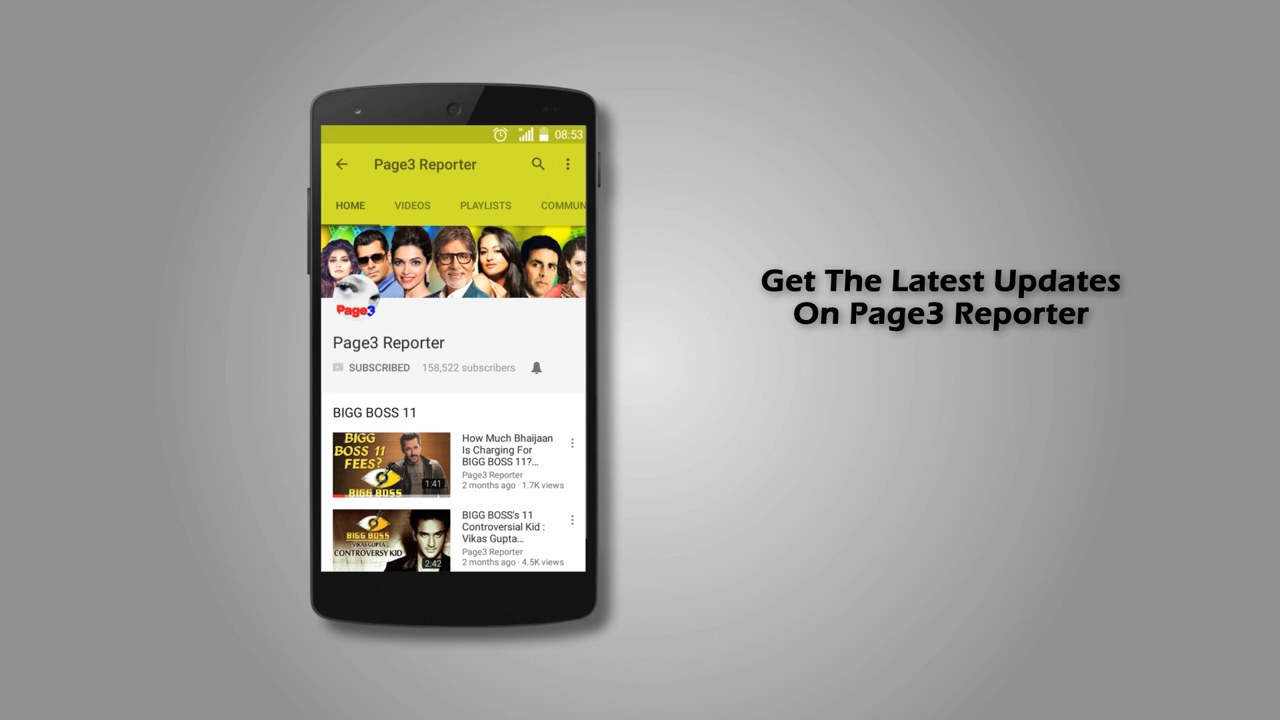 08:53
Page3 Reporter
HOME VIDEOS PLAYLISTS COMMUN
Page3
Page3 Reporter
SUBSCRIBED 158,522 subscribers
BIGG BOSS 11
BIGG
BOSS 11
FEES?
BIGG BOSS
1:41
How Much Bhaijaan
Is Charging For
BIGG BOSS 11?...
Page3 Reporter
2 months ago · 1.7K views
BIGG BOSS
VIKAS GUPTA
CONTROVERSY KID
2:42
BIGG BOSS's 11
Controversial Kid :
Vikas Gupta...
Page3 Reporter
2 months ago · 4.5K views
Get The Latest Updates
On Page3 Reporter